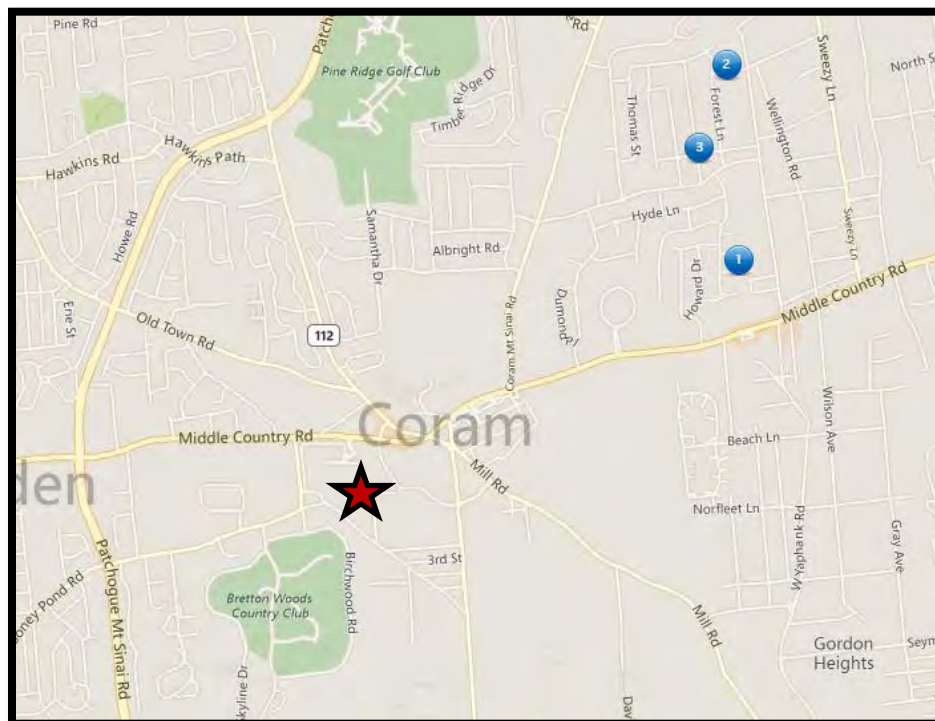 Pine Rd
Patch
Rd
Pine Ridge Golf Club
Timber Ridge Dr
Thomas St
2
Forest Ln
Sweezy Ln
North S
Wellington Rd
Hawkins Rd
Hawkins Path
3
Howe Rd
Samantha Dr
Hyde Ln
Sweezy Ln
Albright Rd
Howard Dr
1
Erie St
Old Town Rd
112
Coram Mt Sinai Rd
Dumond Pl
Middle Country Rd
Middle Country Rd
Coram
Wilson Ave
Beach Ln
den
Mill Rd
Norfleet Ln
W Yaphank Rd
Gray Ave
Patchogue Mt Sinai Rd
Birchwood Rd
3rd St
ooney Pond Rd
Bretton Woods
Country Club
Mill Rd
Gordon
Heights
Seym
Skyline Dr
Dav